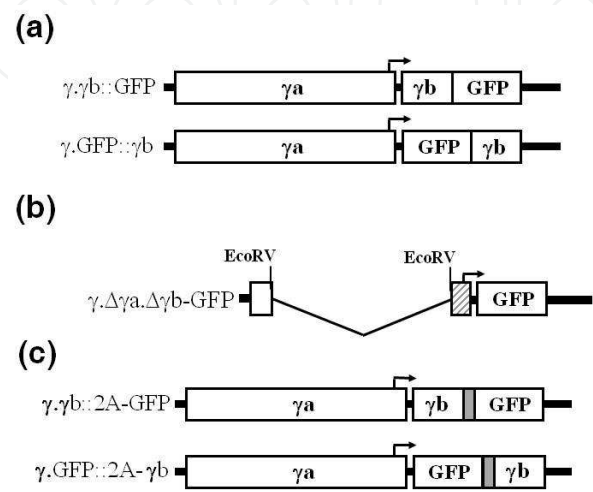 (a)
γ.γb::GFP γa γb GFP
γ.GFP::γb γa GFP γb
(b)
EcoRV EcoRV
γ.Δγa.Δγb-GFP GFP
(c)
γ.γb::2A-GFP γa γb GFP
γ.GFP::2A-γb γa GFP γb